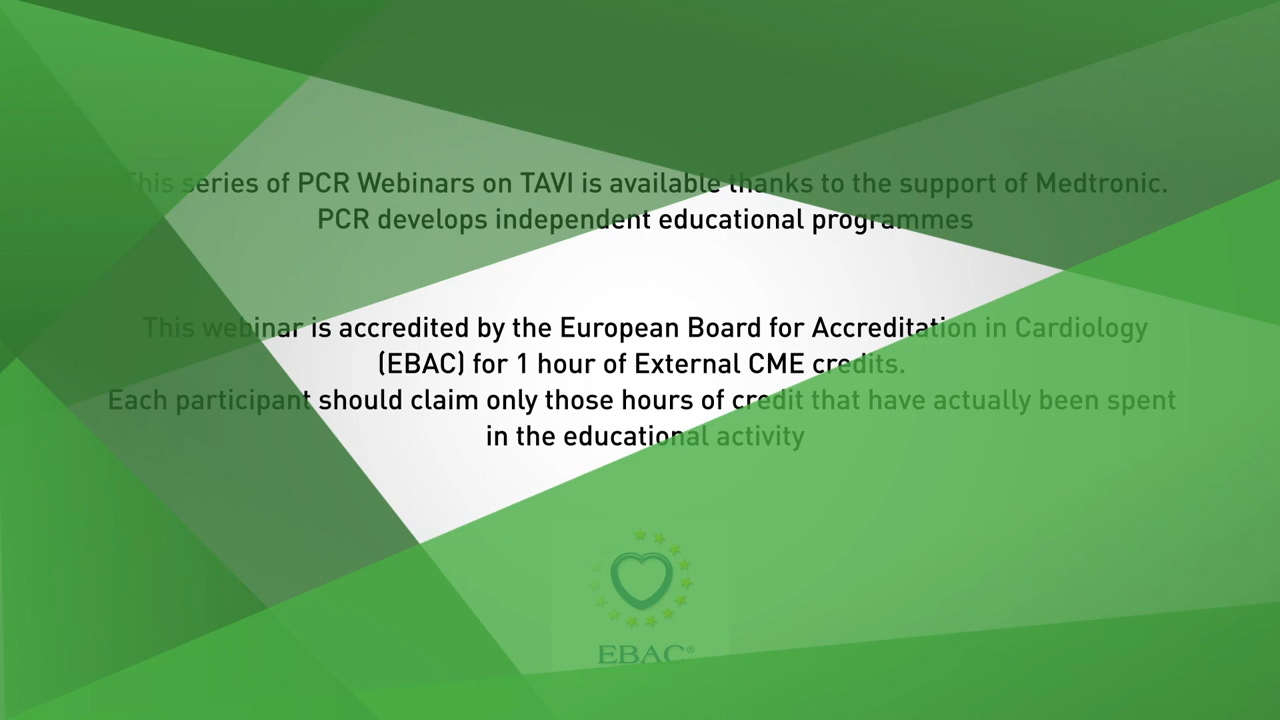 This series of PCR Webinars on TAVI is available thanks to the support of Medtronic.
PCR develops independent educational programmes
This webinar is accredited by the European Board for Accreditation in Cardiology
(EBAC) for 1 hour of External CME credits.
Each participant should claim only those hours of credit that have actually been spent
in the educational activity
EBAC®